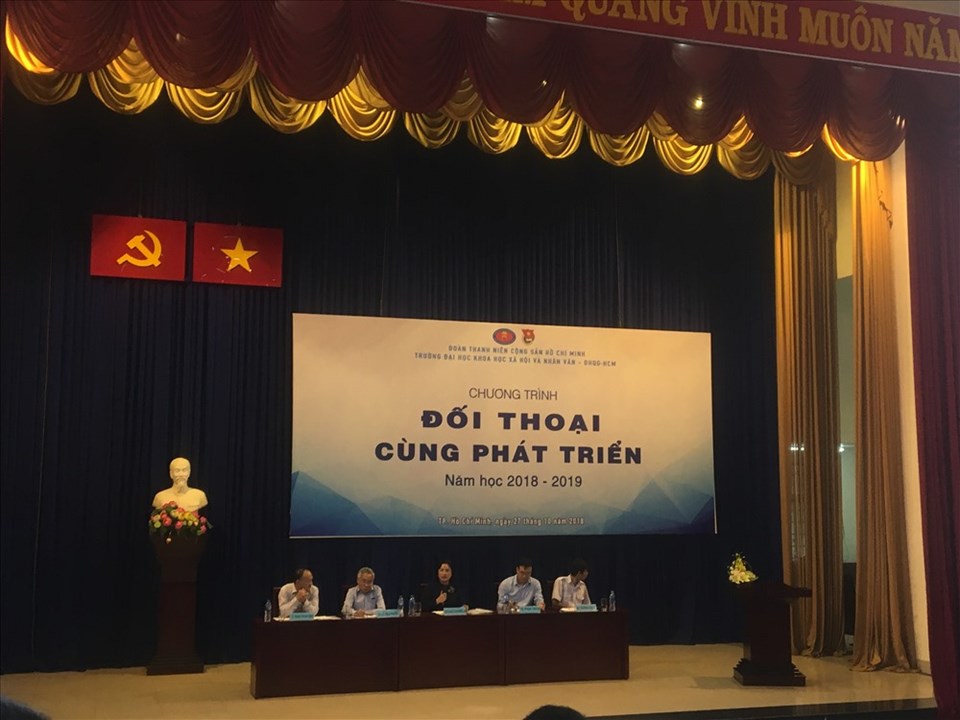 QUANG VINH MUÔN NĂM
ĐOÀN THANH NIÊN CỘNG SẢN HỒ CHÍ MINH
TRƯỜNG ĐẠI HỌC KHOA HỌC XÃ HỘI VÀ NHÂN VĂN - ĐHQG-HCM
CHƯƠNG TRÌNH
ĐỐI THOẠI
CÙNG PHÁT TRIỂN
Năm học 2018 - 2019
TP. Hồ Chí Minh, ngày 27 tháng 10 năm 2018